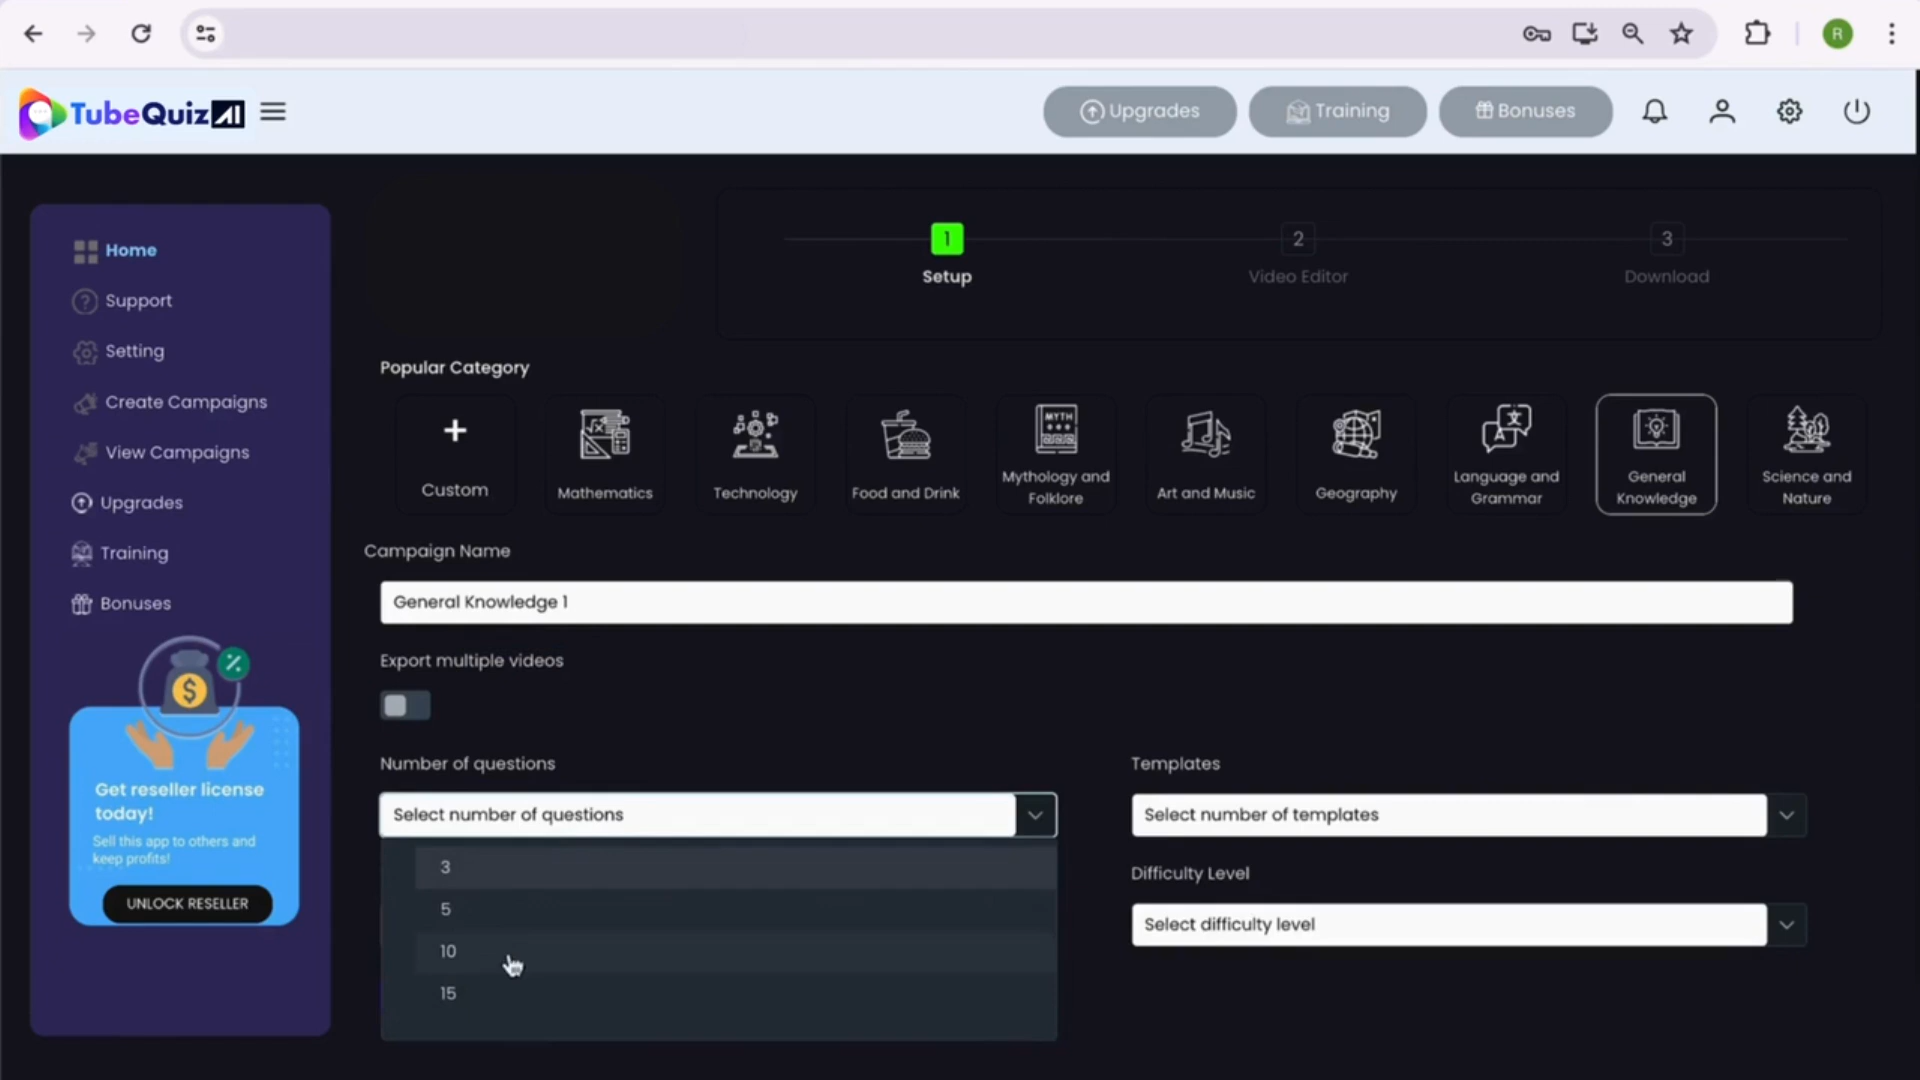 R
TubeQuiz AI
Upgrades
Training
Bonuses
Home
Support
Setting
Create Campaigns
View Campaigns
Upgrades
Training
Bonuses
%
$
Get reseller license
today!
Sell this app to others and
keep profits!
UNLOCK RESELLER
1
Setup
2
Video Editor
3
Download
Popular Category
Custom
Mathematics
Technology
Food and Drink
MYTH
Mythology and
Folklore
Art and Music
Geography
A 文
Language and
Grammar
General
Knowledge
Science and
Nature
Campaign Name
General Knowledge 1
Export multiple videos
Number of questions
Select number of questions
3
5
10
15
Templates
Select number of templates
Difficulty Level
Select difficulty level